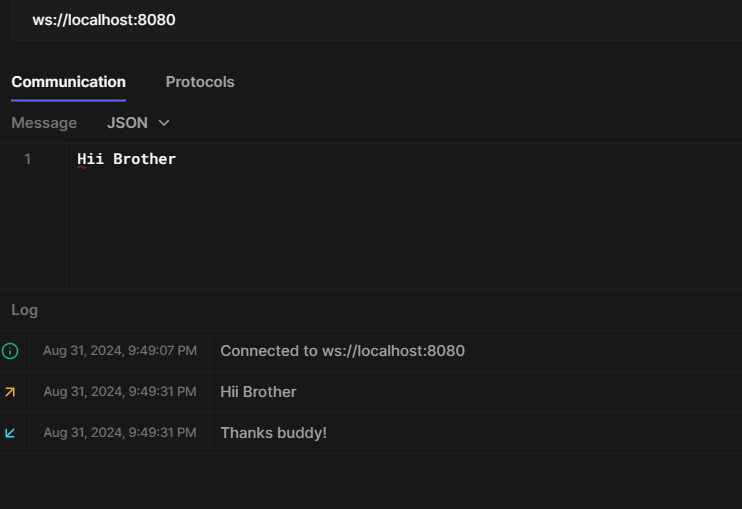 ws://localhost:8080
Communication Protocols
Message JSON
1 Hii Brother
Log
Aug 31, 2024, 9:49:07 PM Connected to ws://localhost:8080
Aug 31, 2024, 9:49:31 PM Hii Brother
Aug 31, 2024, 9:49:31 PM Thanks buddy!